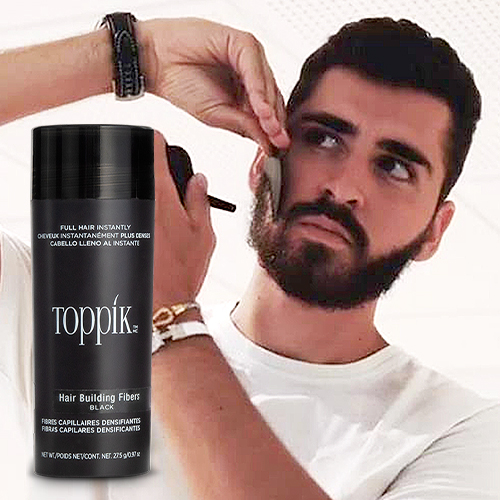 FULL HAIR INSTANTLY
CHEVEUX INSTANTANÉMENT PLUS DENSES
CABELLO LLENO AL INSTANTE
TOPPÍK™
Hair Building Fibers
BLACK
FIBRES CAPILLAIRES DENSIFIANTES
FIBRAS CAPILARES DENSIFICANTES
NET WT./POIDS NET/CONT. NET. 27.5 g/0.97 oz